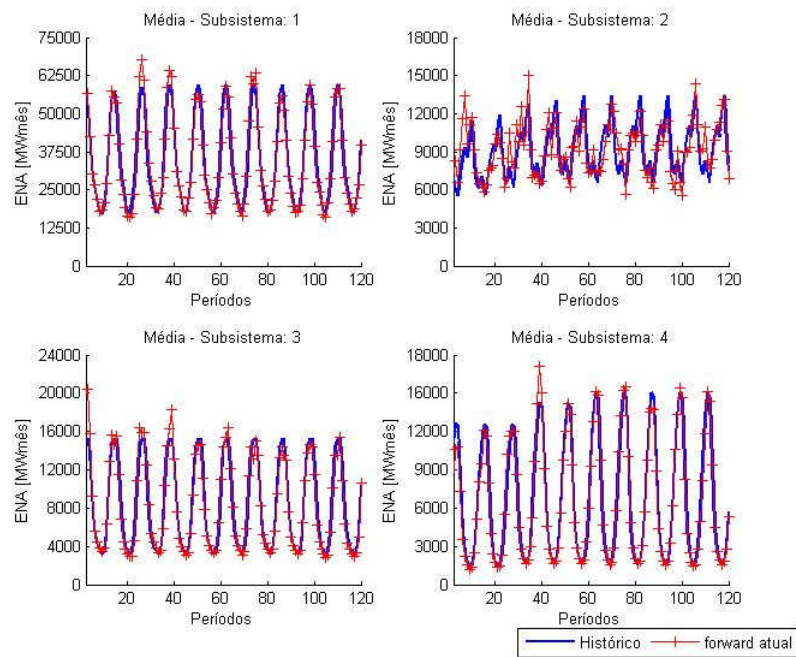 Média - Subsistema: 1
75000
62500
50000
37500
25000
12500
0
ENA [MWmês]
20 40 60 80 100 120
Períodos
Média - Subsistema: 2
18000
15000
12000
9000
6000
3000
0
ENA [MWmês]
20 40 60 80 100 120
Períodos
Média - Subsistema: 3
24000
20000
16000
12000
8000
4000
0
ENA [MWmês]
20 40 60 80 100 120
Períodos
Média - Subsistema: 4
18000
15000
12000
9000
6000
3000
0
ENA [MWmês]
20 40 60 80 100 120
Períodos
Histórico
forward atual